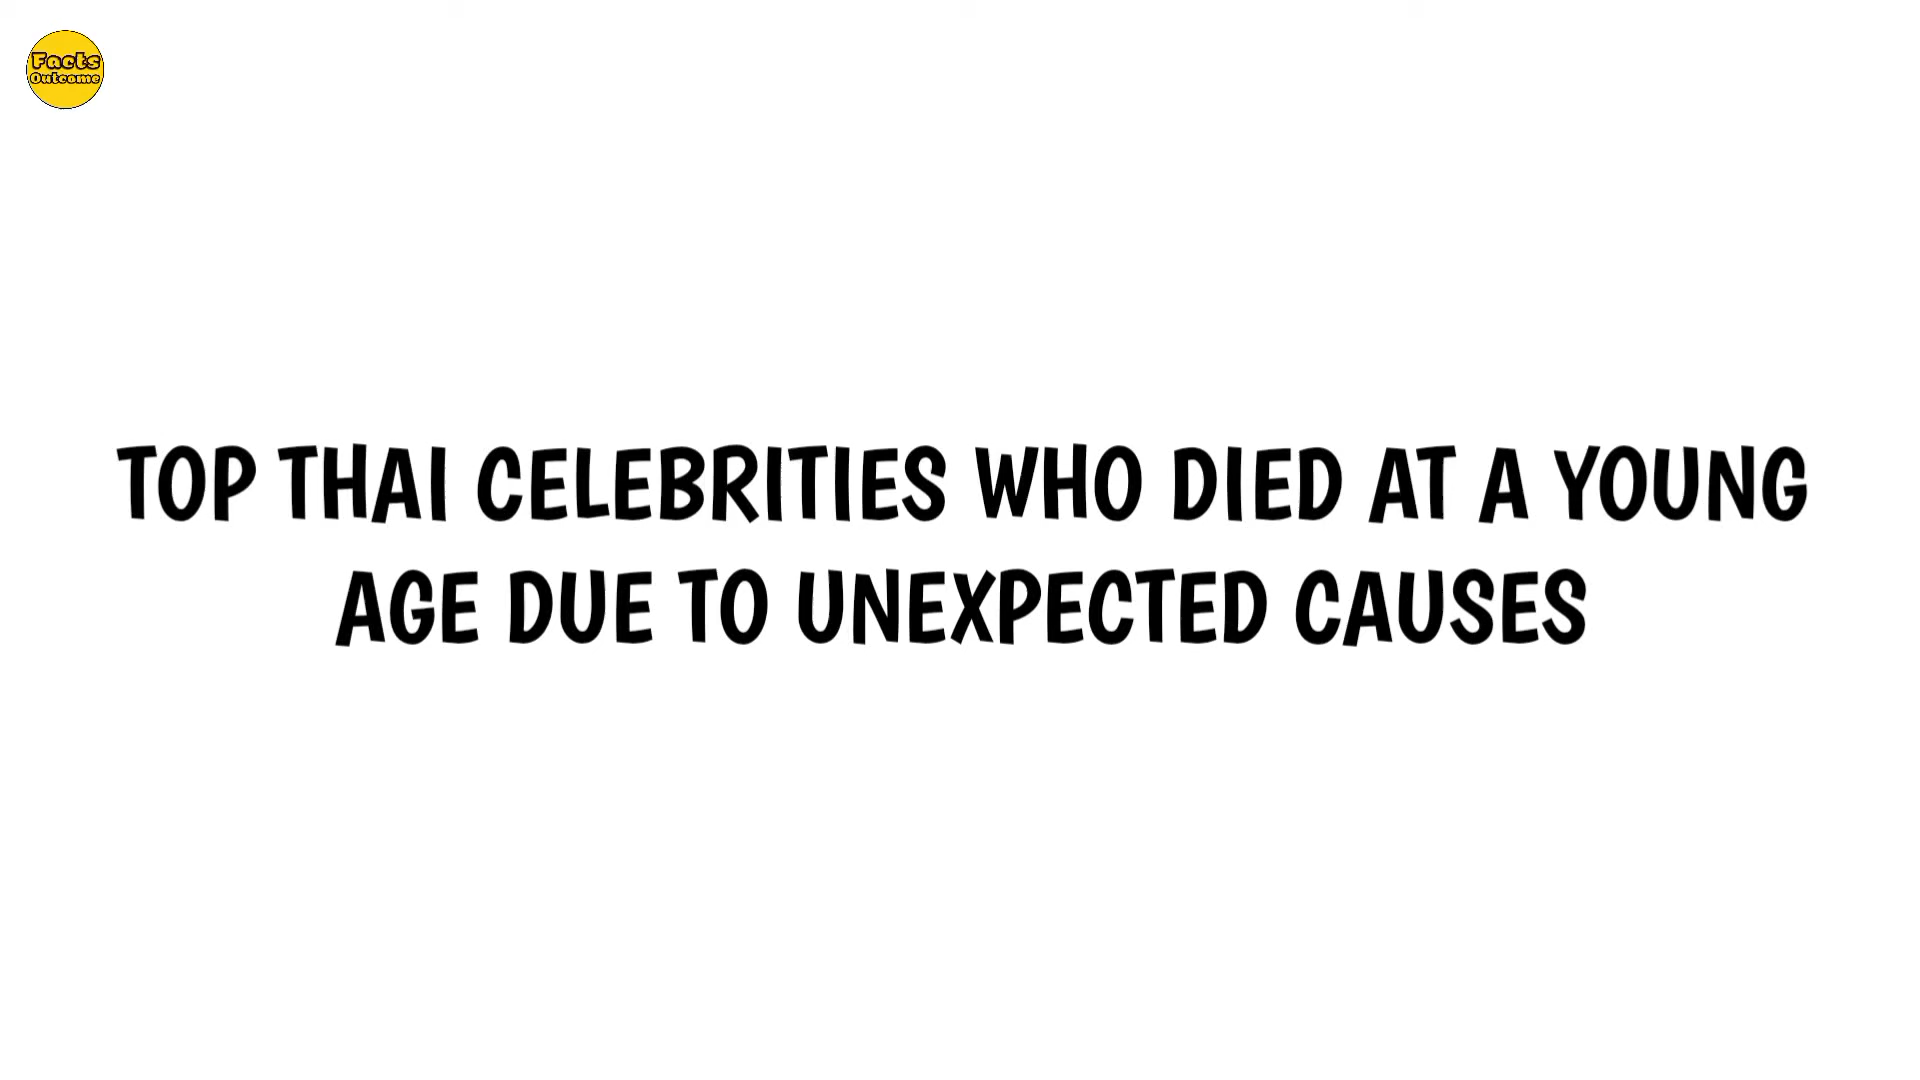 Facts
Outcome
TOP THAI CELEBRITIES WHO DIED AT A YOUNG
AGE DUE TO UNEXPECTED CAUSES